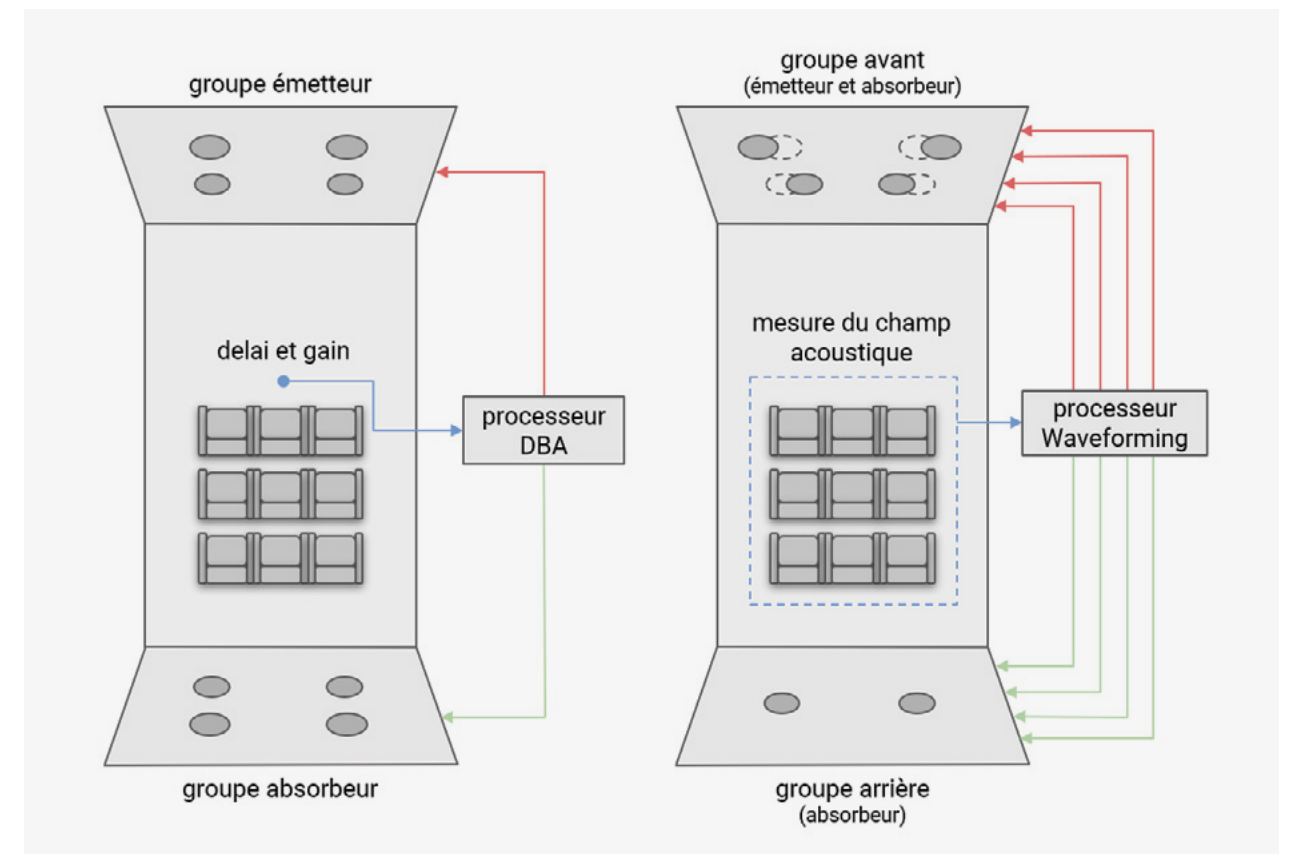 groupe émetteur
delai et gain
processeur
DBA
groupe absorbeur
groupe avant
(émetteur et absorbeur)
mesure du champ
acoustique
processeur
Waveforming
groupe arrière
(absorbeur)